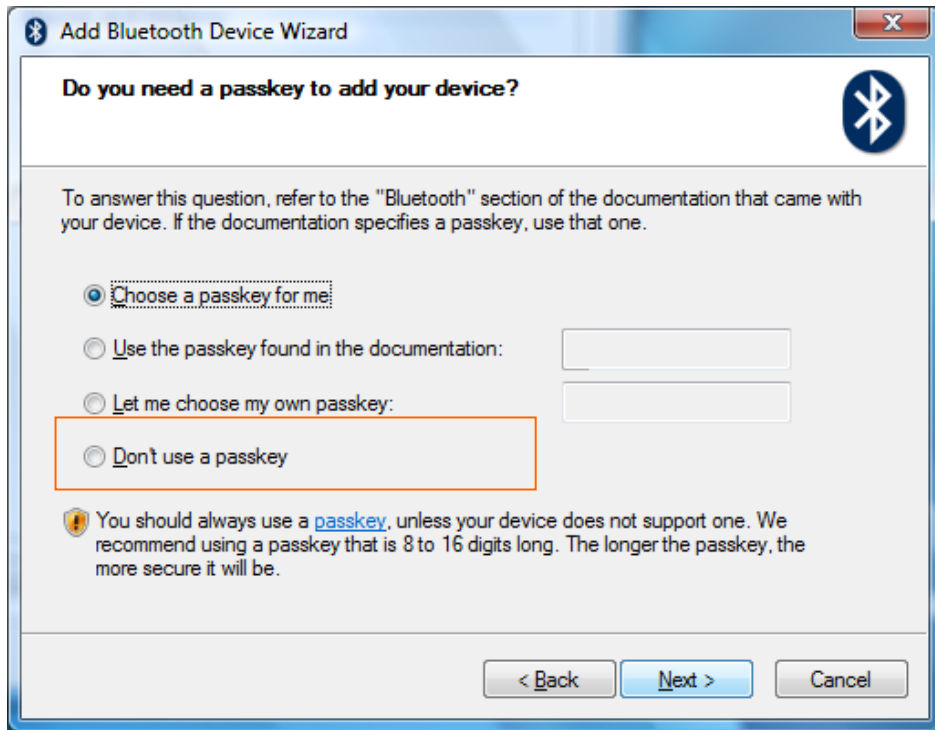 Add Bluetooth Device Wizard
X
Do you need a passkey to add your device?
To answer this question, refer to the "Bluetooth" section of the documentation that came with
your device. If the documentation specifies a passkey, use that one.
Choose a passkey for me
Use the passkey found in the documentation:
Let me choose my own passkey:
Don't use a passkey
You should always use a passkey, unless your device does not support one. We
recommend using a passkey that is 8 to 16 digits long. The longer the passkey, the
more secure it will be.
< Back Next > Cancel